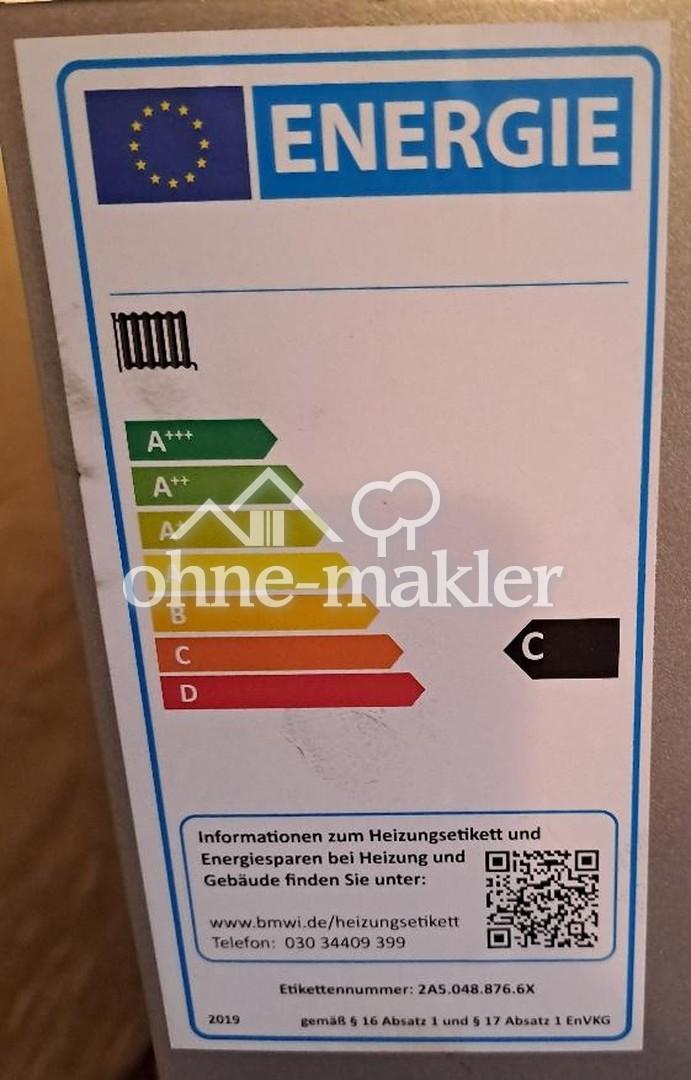 ENERGIE
A+++
A++
A+
A
B
C
C
D
ohne-makler
Informationen zum Heizungsetikett und
Energiesparen bei Heizung und
Gebäude finden Sie unter:
www.bmwi.de/heizungsetikett
Telefon: 030 34409 399
Etikettennummer: 2A5.048.876.6X
2019 gemäß § 16 Absatz 1 und § 17 Absatz 1 EnVKG